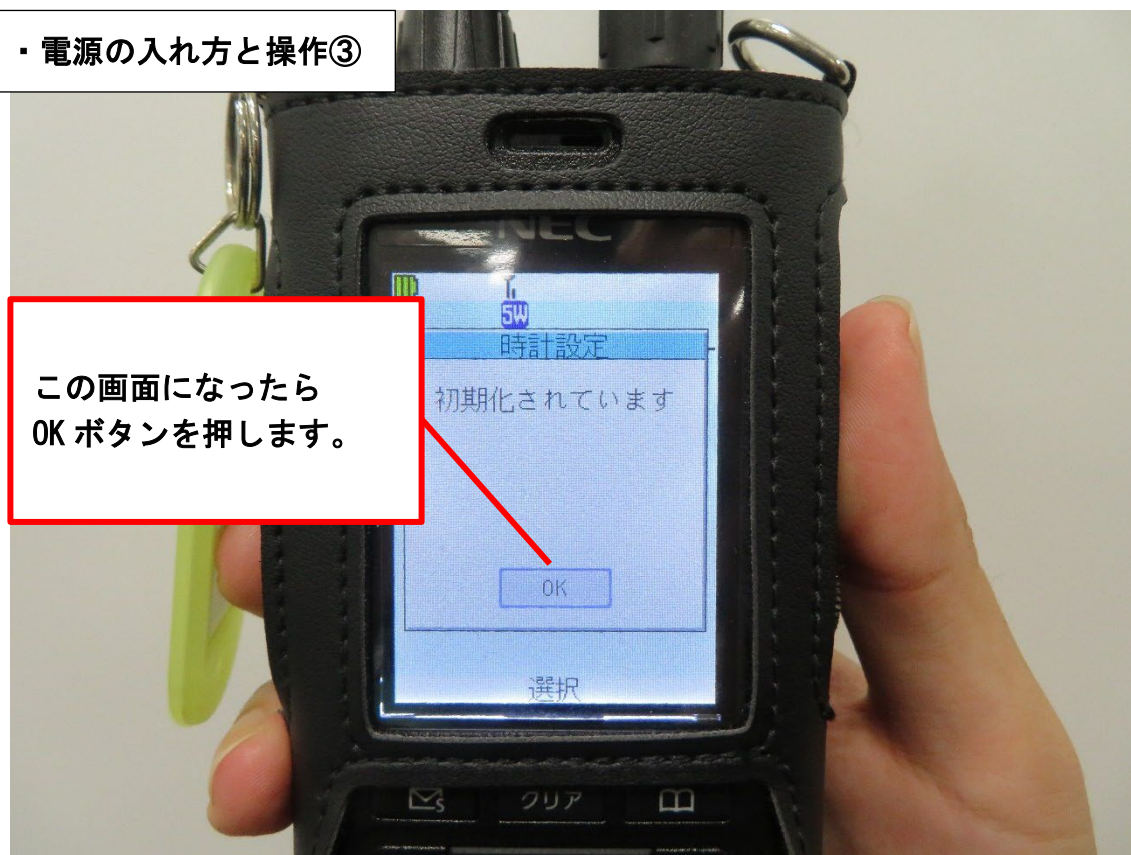 ・電源の入れ方と操作③
NEC
5W
時計設定
初期化されています
この画面になったら
OKボタンを押します。
OK
選択
S
クリア